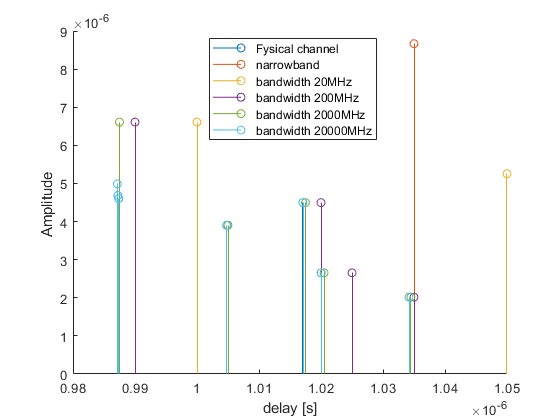 ×10⁻⁶
9
8
7
6
5
4
3
2
1
0
Amplitude
Fysical channel
narrowband
bandwidth 20MHz
bandwidth 200MHz
bandwidth 2000MHz
bandwidth 20000MHz
0.98 0.99 1 1.01 1.02 1.03 1.04 1.05
delay [s]
×10⁻⁶